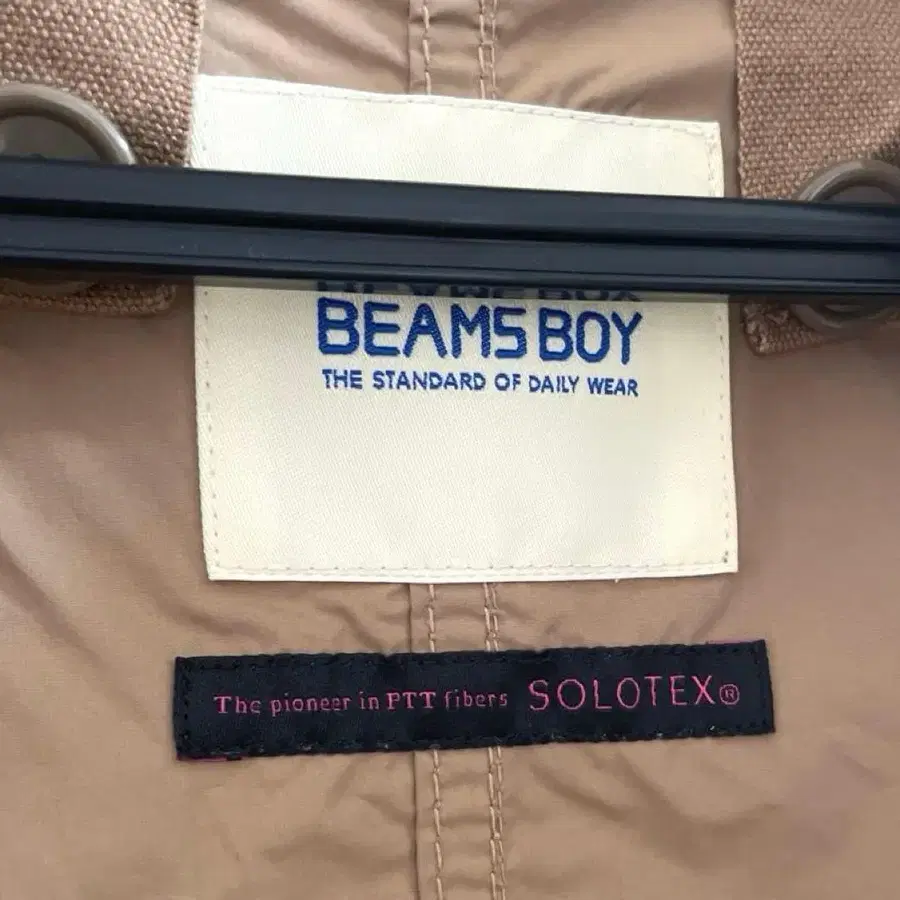 BEAMS BOY
THE STANDARD OF DAILY WEAR
The pioneer in PTT fibers SOLOTEX®